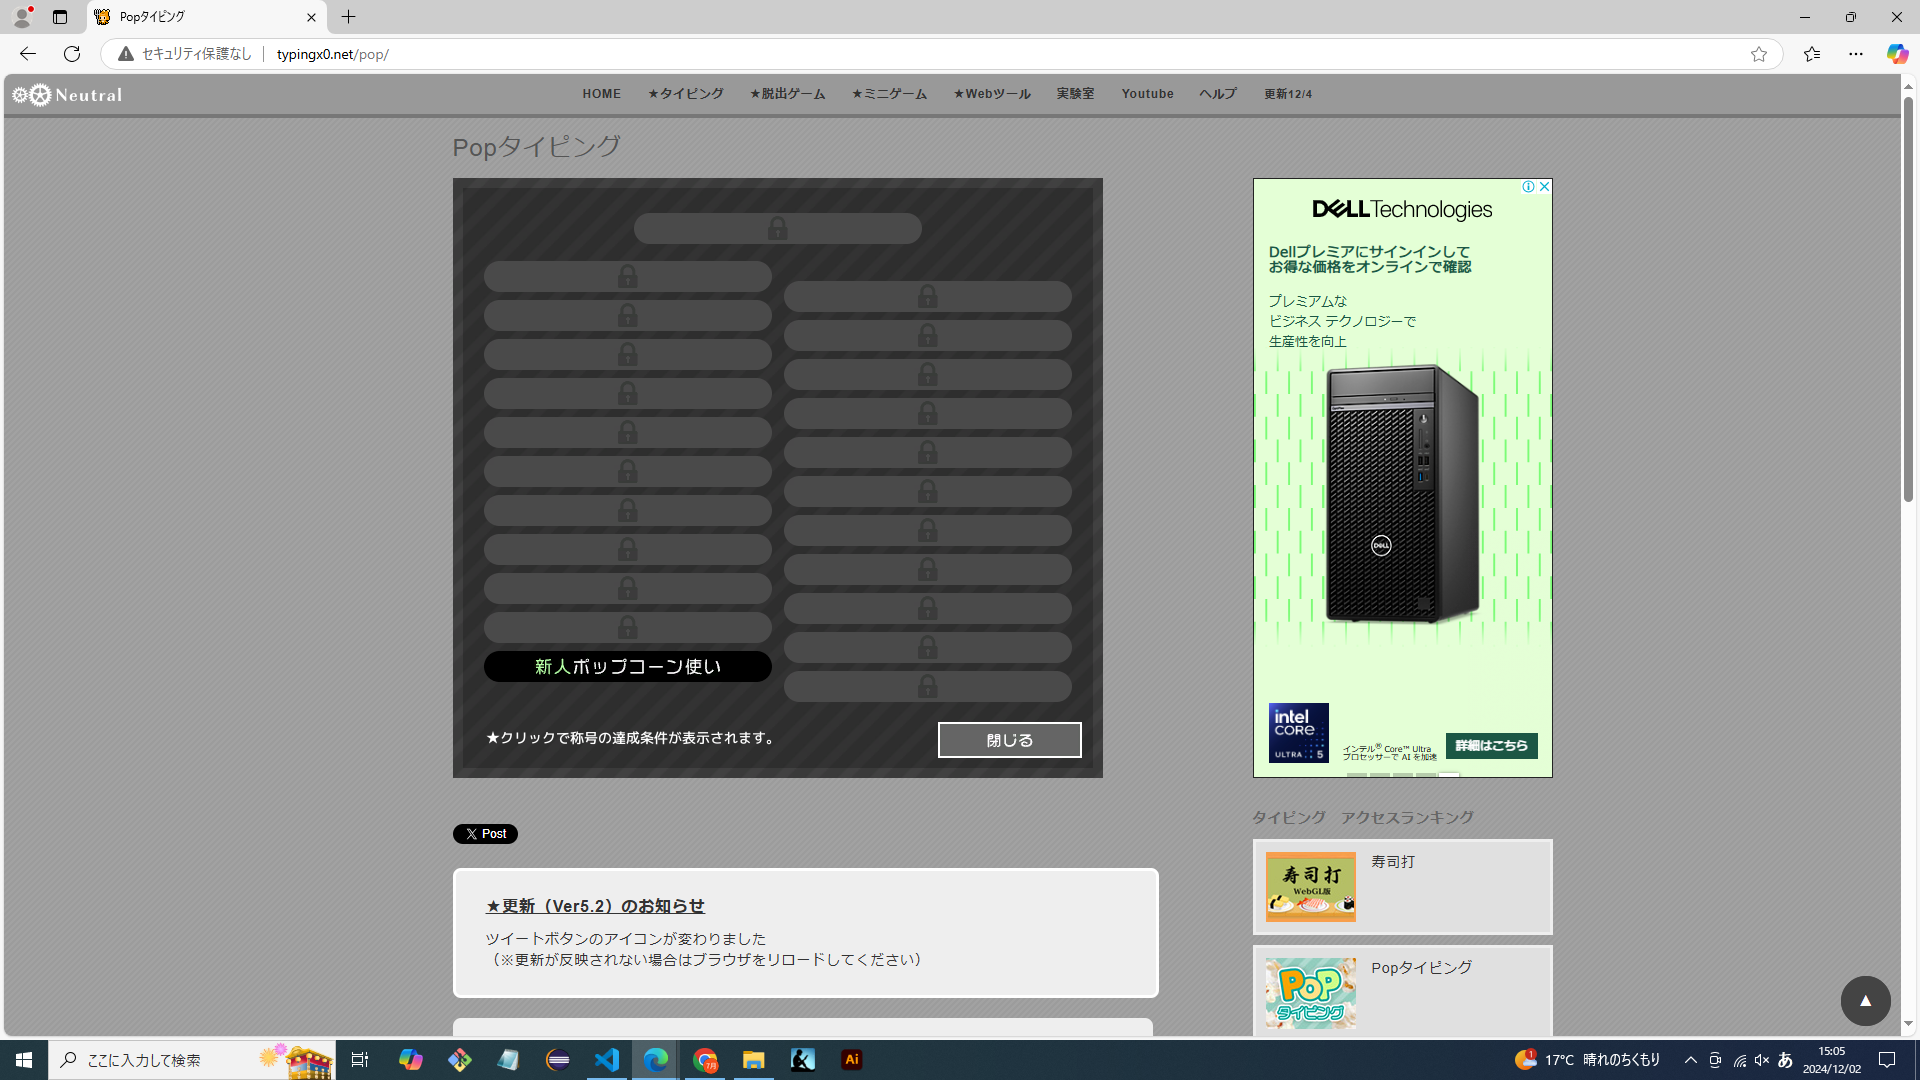 Popタイピング
セキュリティ保護なし
typingx0.net/pop/
Neutral
HOME
★タイピング
★脱出ゲーム
★ミニゲーム
★Webツール
実験室
Youtube
ヘルプ
更新12/4
Popタイピング
新人ポップコーン使い
★クリックで称号の達成条件が表示されます。
閉じる
DELLTechnologies
Dellプレミアにサインインして
お得な価格をオンラインで確認
プレミアムな
ビジネス テクノロジーで
生産性を向上
DELL
intel
CORE
ULTRA 5
インテル® Core™ Ultra
プロセッサーで AI を加速
詳細はこちら
Post
★更新（Ver5.2）のお知らせ
ツイートボタンのアイコンが変わりました
（※更新が反映されない場合はブラウザをリロードしてください）
タイピング アクセスランキング
寿司打
WebGL版
寿司打
PoP
タイピング
Popタイピング
▲
ここに入力して検索
7月
Ai
1
17°C 晴れのちくもり
あ
15:05
2024/12/02